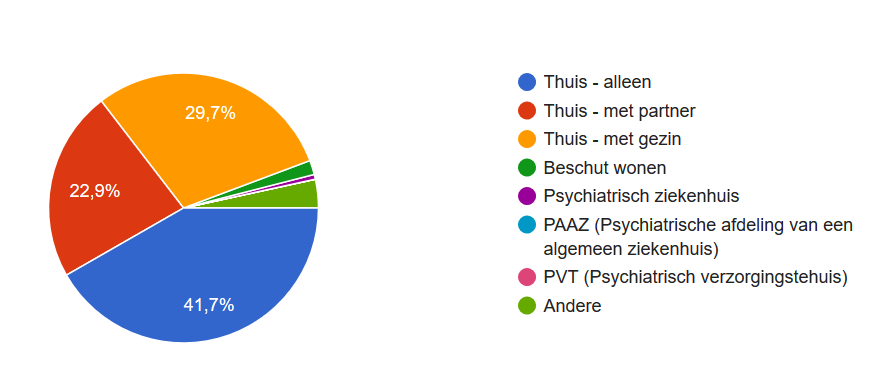 29,7%
22,9%
41,7%
Thuis - alleen
Thuis - met partner
Thuis - met gezin
Beschut wonen
Psychiatrisch ziekenhuis
PAAZ (Psychiatrische afdeling van een
algemeen ziekenhuis)
PVT (Psychiatrisch verzorgingstehuis)
Andere